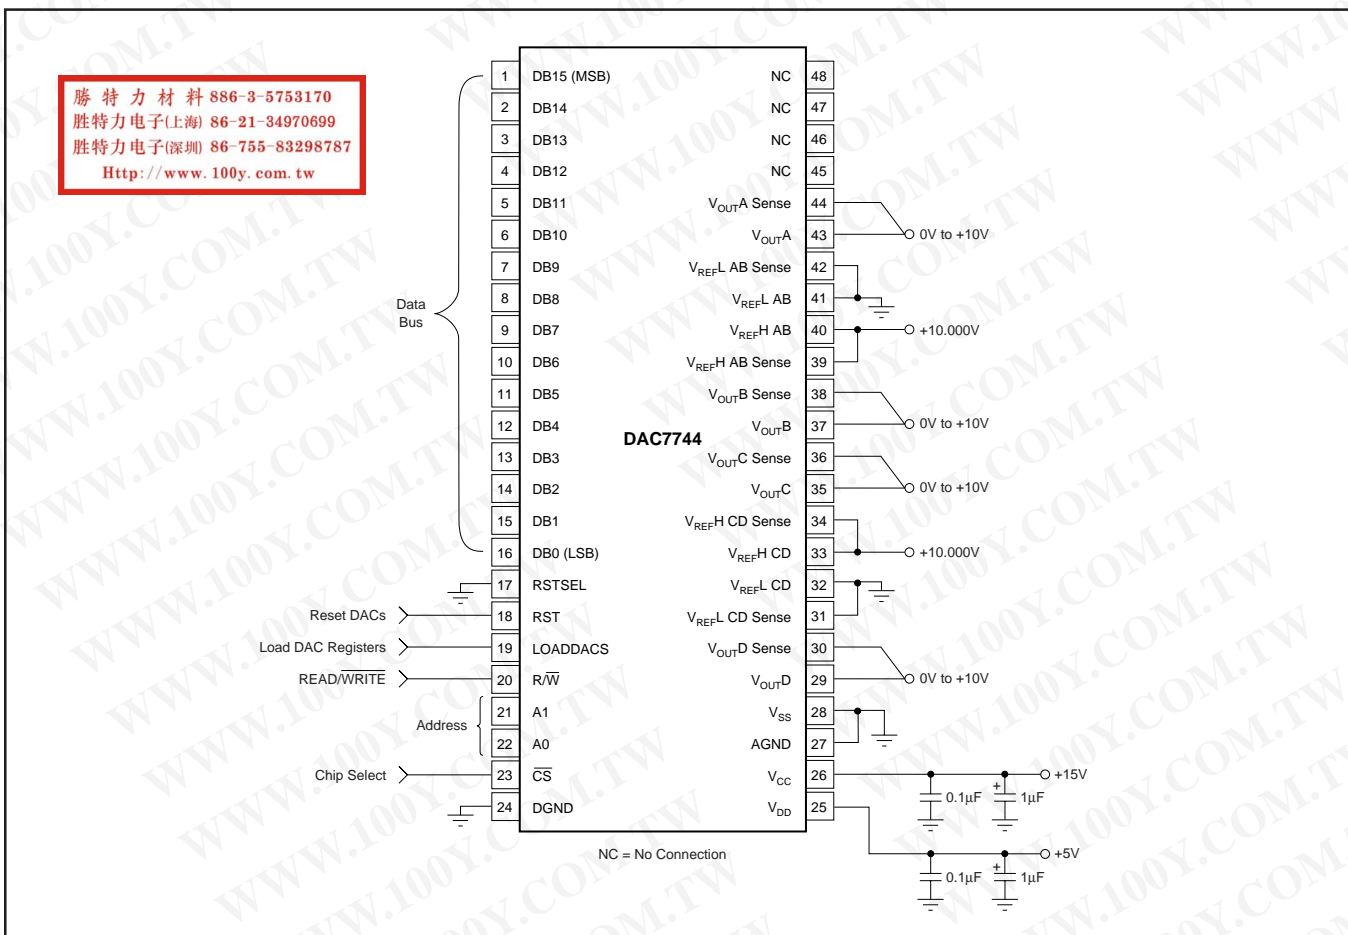 勝 特 力 材 料 886-3-5753170
胜特力电子(上海) 86-21-34970699
胜特力电子(深圳) 86-755-83298787
Http://www.100y.com.tw
1 DB15 (MSB) NC 48
2 DB14 NC 47
3 DB13 NC 46
4 DB12 NC 45
5 DB11 VOUTA Sense 44
6 DB10 VOUTA 43 0V to +10V
7 DB9 VREFL AB Sense 42
Data Bus
8 DB8 VREFL AB 41
9 DB7 VREFH AB 40 +10.000V
10 DB6 VREFH AB Sense 39
11 DB5 VOUTB Sense 38
12 DB4 VOUTB 37 0V to +10V
DAC7744
13 DB3 VOUTC Sense 36
14 DB2 VOUTC 35 0V to +10V
15 DB1 VREFH CD Sense 34
16 DB0 (LSB) VREFH CD 33 +10.000V
17 RSTSEL VREFL CD 32
Reset DACs 18 RST VREFL CD Sense 31
Load DAC Registers 19 LOADDACS VOUTD Sense 30
READ/W̅R̅I̅T̅E̅ 20 R/W̅ VOUTD 29 0V to +10V
21 A1 VSS 28
Address
22 A0 AGND 27
Chip Select 23 C̅S̅ VCC 26 +15V
0.1µF + 1µF
24 DGND VDD 25
NC = No Connection
+5V
0.1µF + 1µF
WWW.100Y.COM.TW